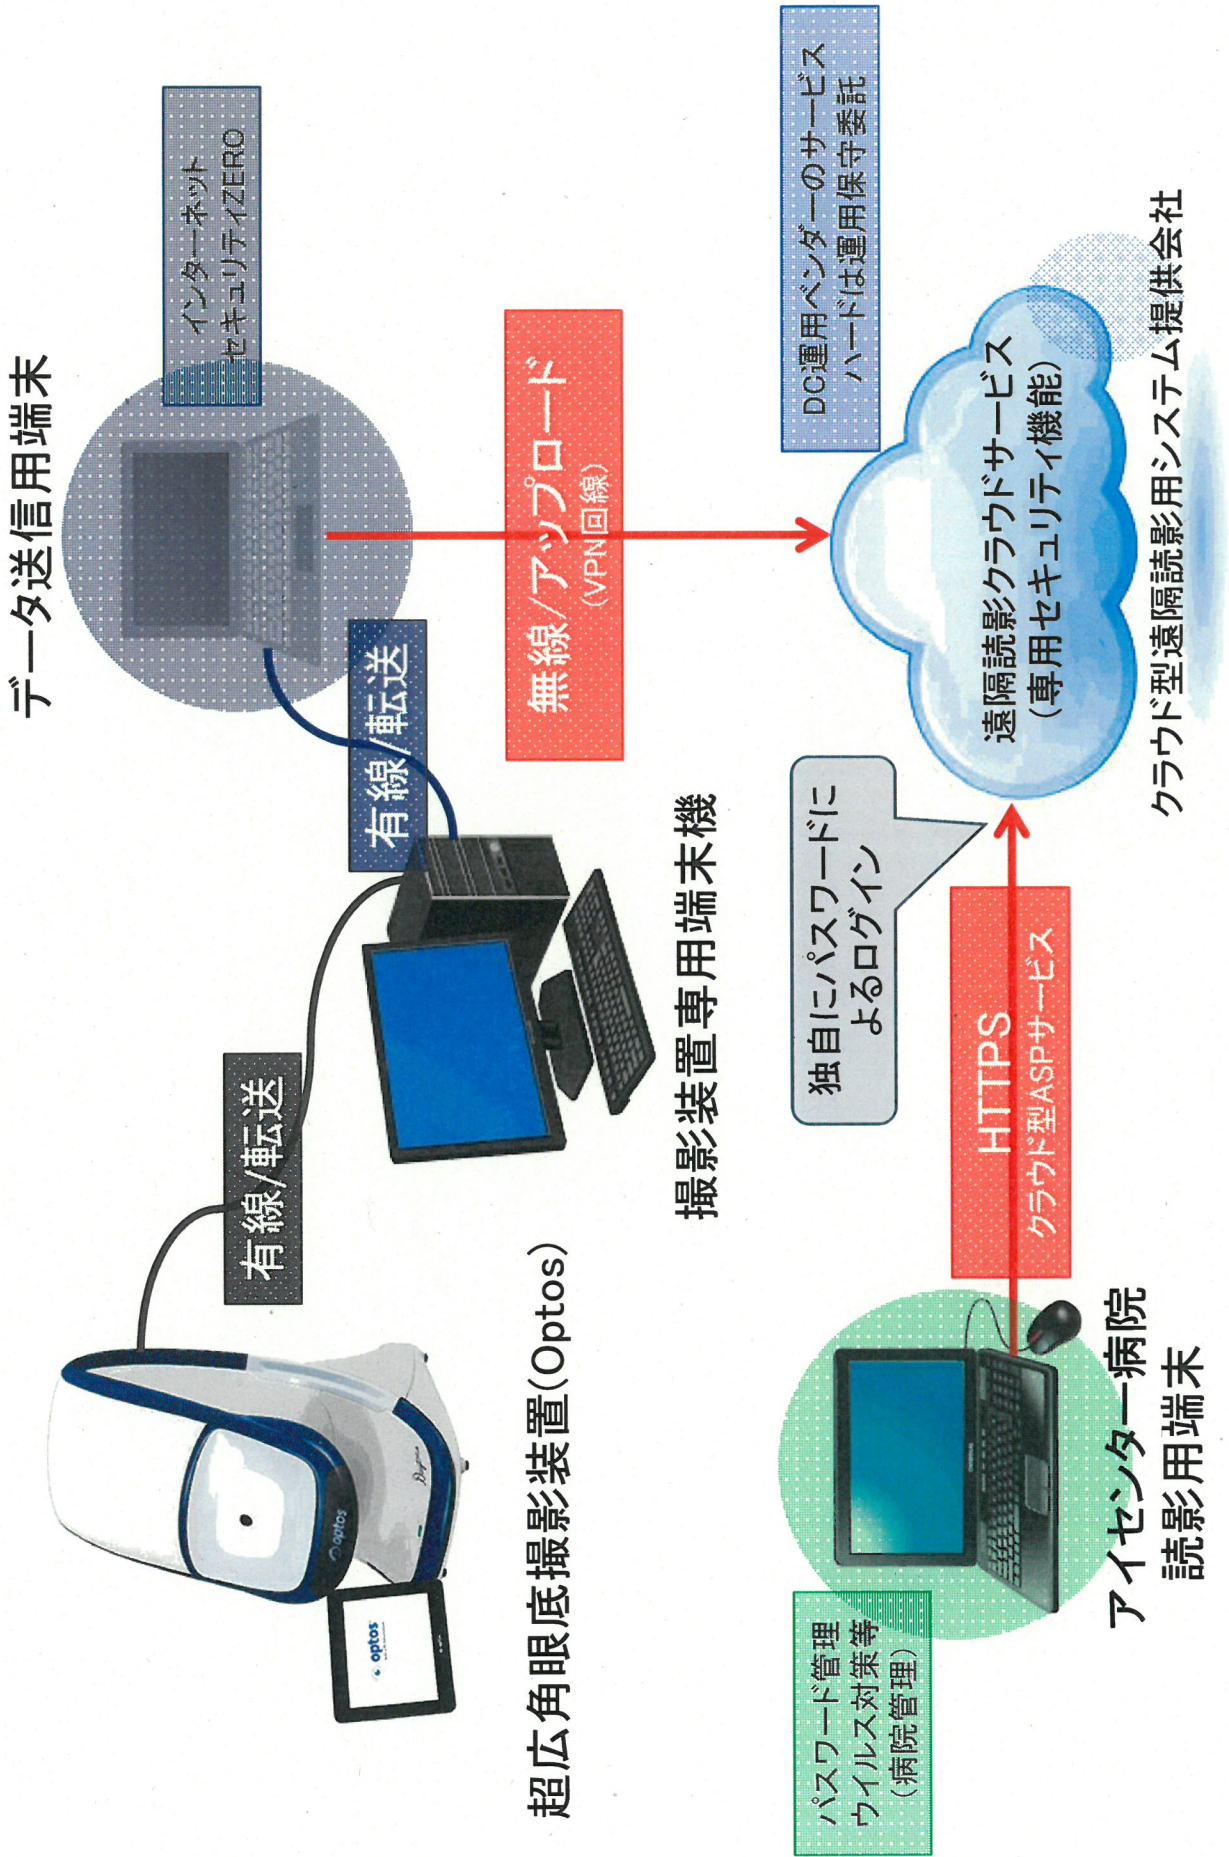 データ送信用端末
インターネット
セキュリティZERO
有線/転送
有線/転送
optos
optos
超広角眼底撮影装置(Optos)
撮影装置専用端末機
無線/アップロード
(VPN回線)
DC運用ベンダーのサービス
ハードは運用保守委託
独自にパスワードに
よるログイン
遠隔読影クラウドサービス
(専用セキュリティ機能)
クラウド型遠隔読影用システム提供会社
HTTPS
クラウド型ASPサービス
パスワード管理
ウイルス対策等
(病院管理)
アイセンター病院
読影用端末